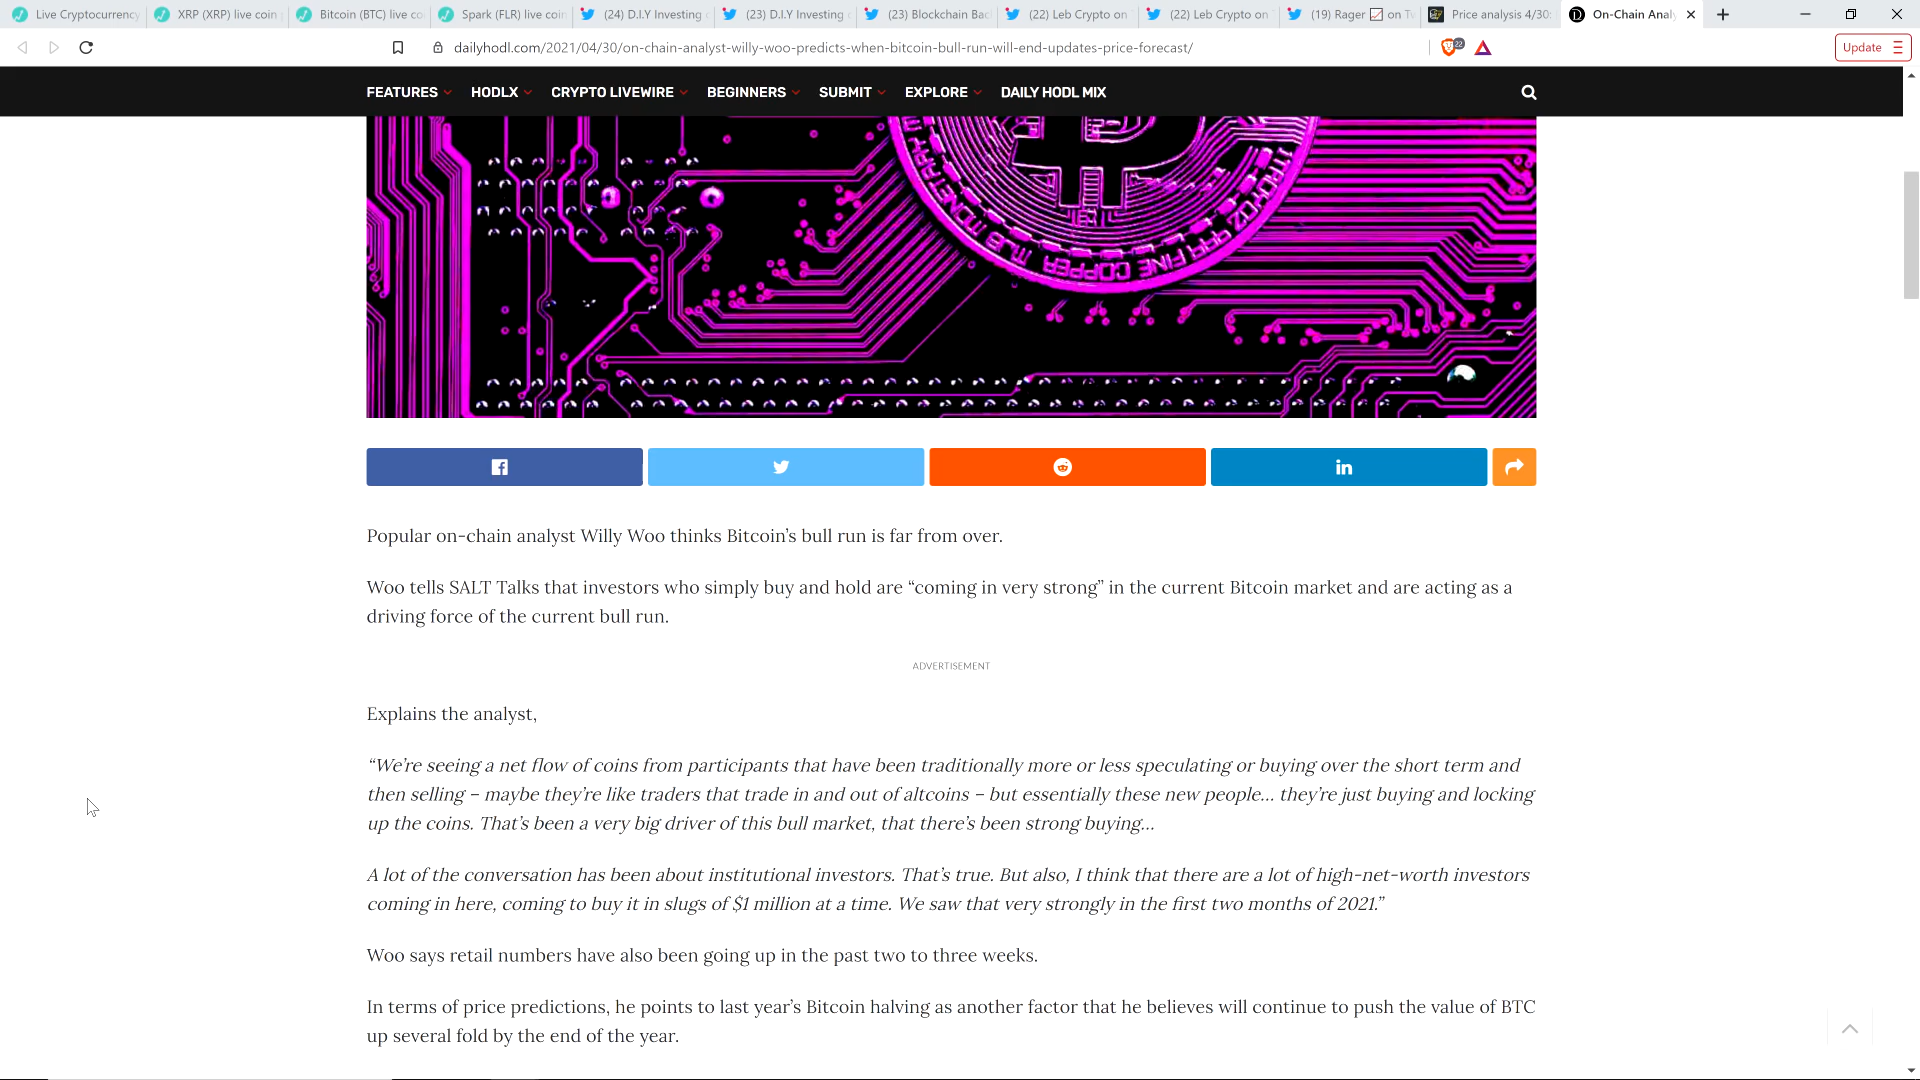 Live Cryptocurrency
XRP (XRP) live coin
Bitcoin (BTC) live co
Spark (FLR) live coin
(24) D.I.Y Investing
(23) D.I.Y Investing
(23) Blockchain Bac
(22) Leb Crypto on
(22) Leb Crypto on
(19) Rager 📈 on Tw
Price analysis 4/30:
On-Chain Anal
dailyhodl.com/2021/04/30/on-chain-analyst-willy-woo-predicts-when-bitcoin-bull-run-will-end-updates-price-forecast/
22
Update
FEATURES HODLX CRYPTO LIVEWIRE BEGINNERS SUBMIT EXPLORE DAILY HODL MIX
MONETARY
MJB
COPPER
FINE
999
Popular on-chain analyst Willy Woo thinks Bitcoin’s bull run is far from over.
Woo tells SALT Talks that investors who simply buy and hold are “coming in very strong” in the current Bitcoin market and are acting as a
driving force of the current bull run.
ADVERTISEMENT
Explains the analyst,
“We’re seeing a net flow of coins from participants that have been traditionally more or less speculating or buying over the short term and
then selling – maybe they’re like traders that trade in and out of altcoins – but essentially these new people… they’re just buying and locking
up the coins. That’s been a very big driver of this bull market, that there’s been strong buying…
A lot of the conversation has been about institutional investors. That’s true. But also, I think that there are a lot of high-net-worth investors
coming in here, coming to buy it in slugs of $1 million at a time. We saw that very strongly in the first two months of 2021.”
Woo says retail numbers have also been going up in the past two to three weeks.
In terms of price predictions, he points to last year’s Bitcoin halving as another factor that he believes will continue to push the value of BTC
up several fold by the end of the year.